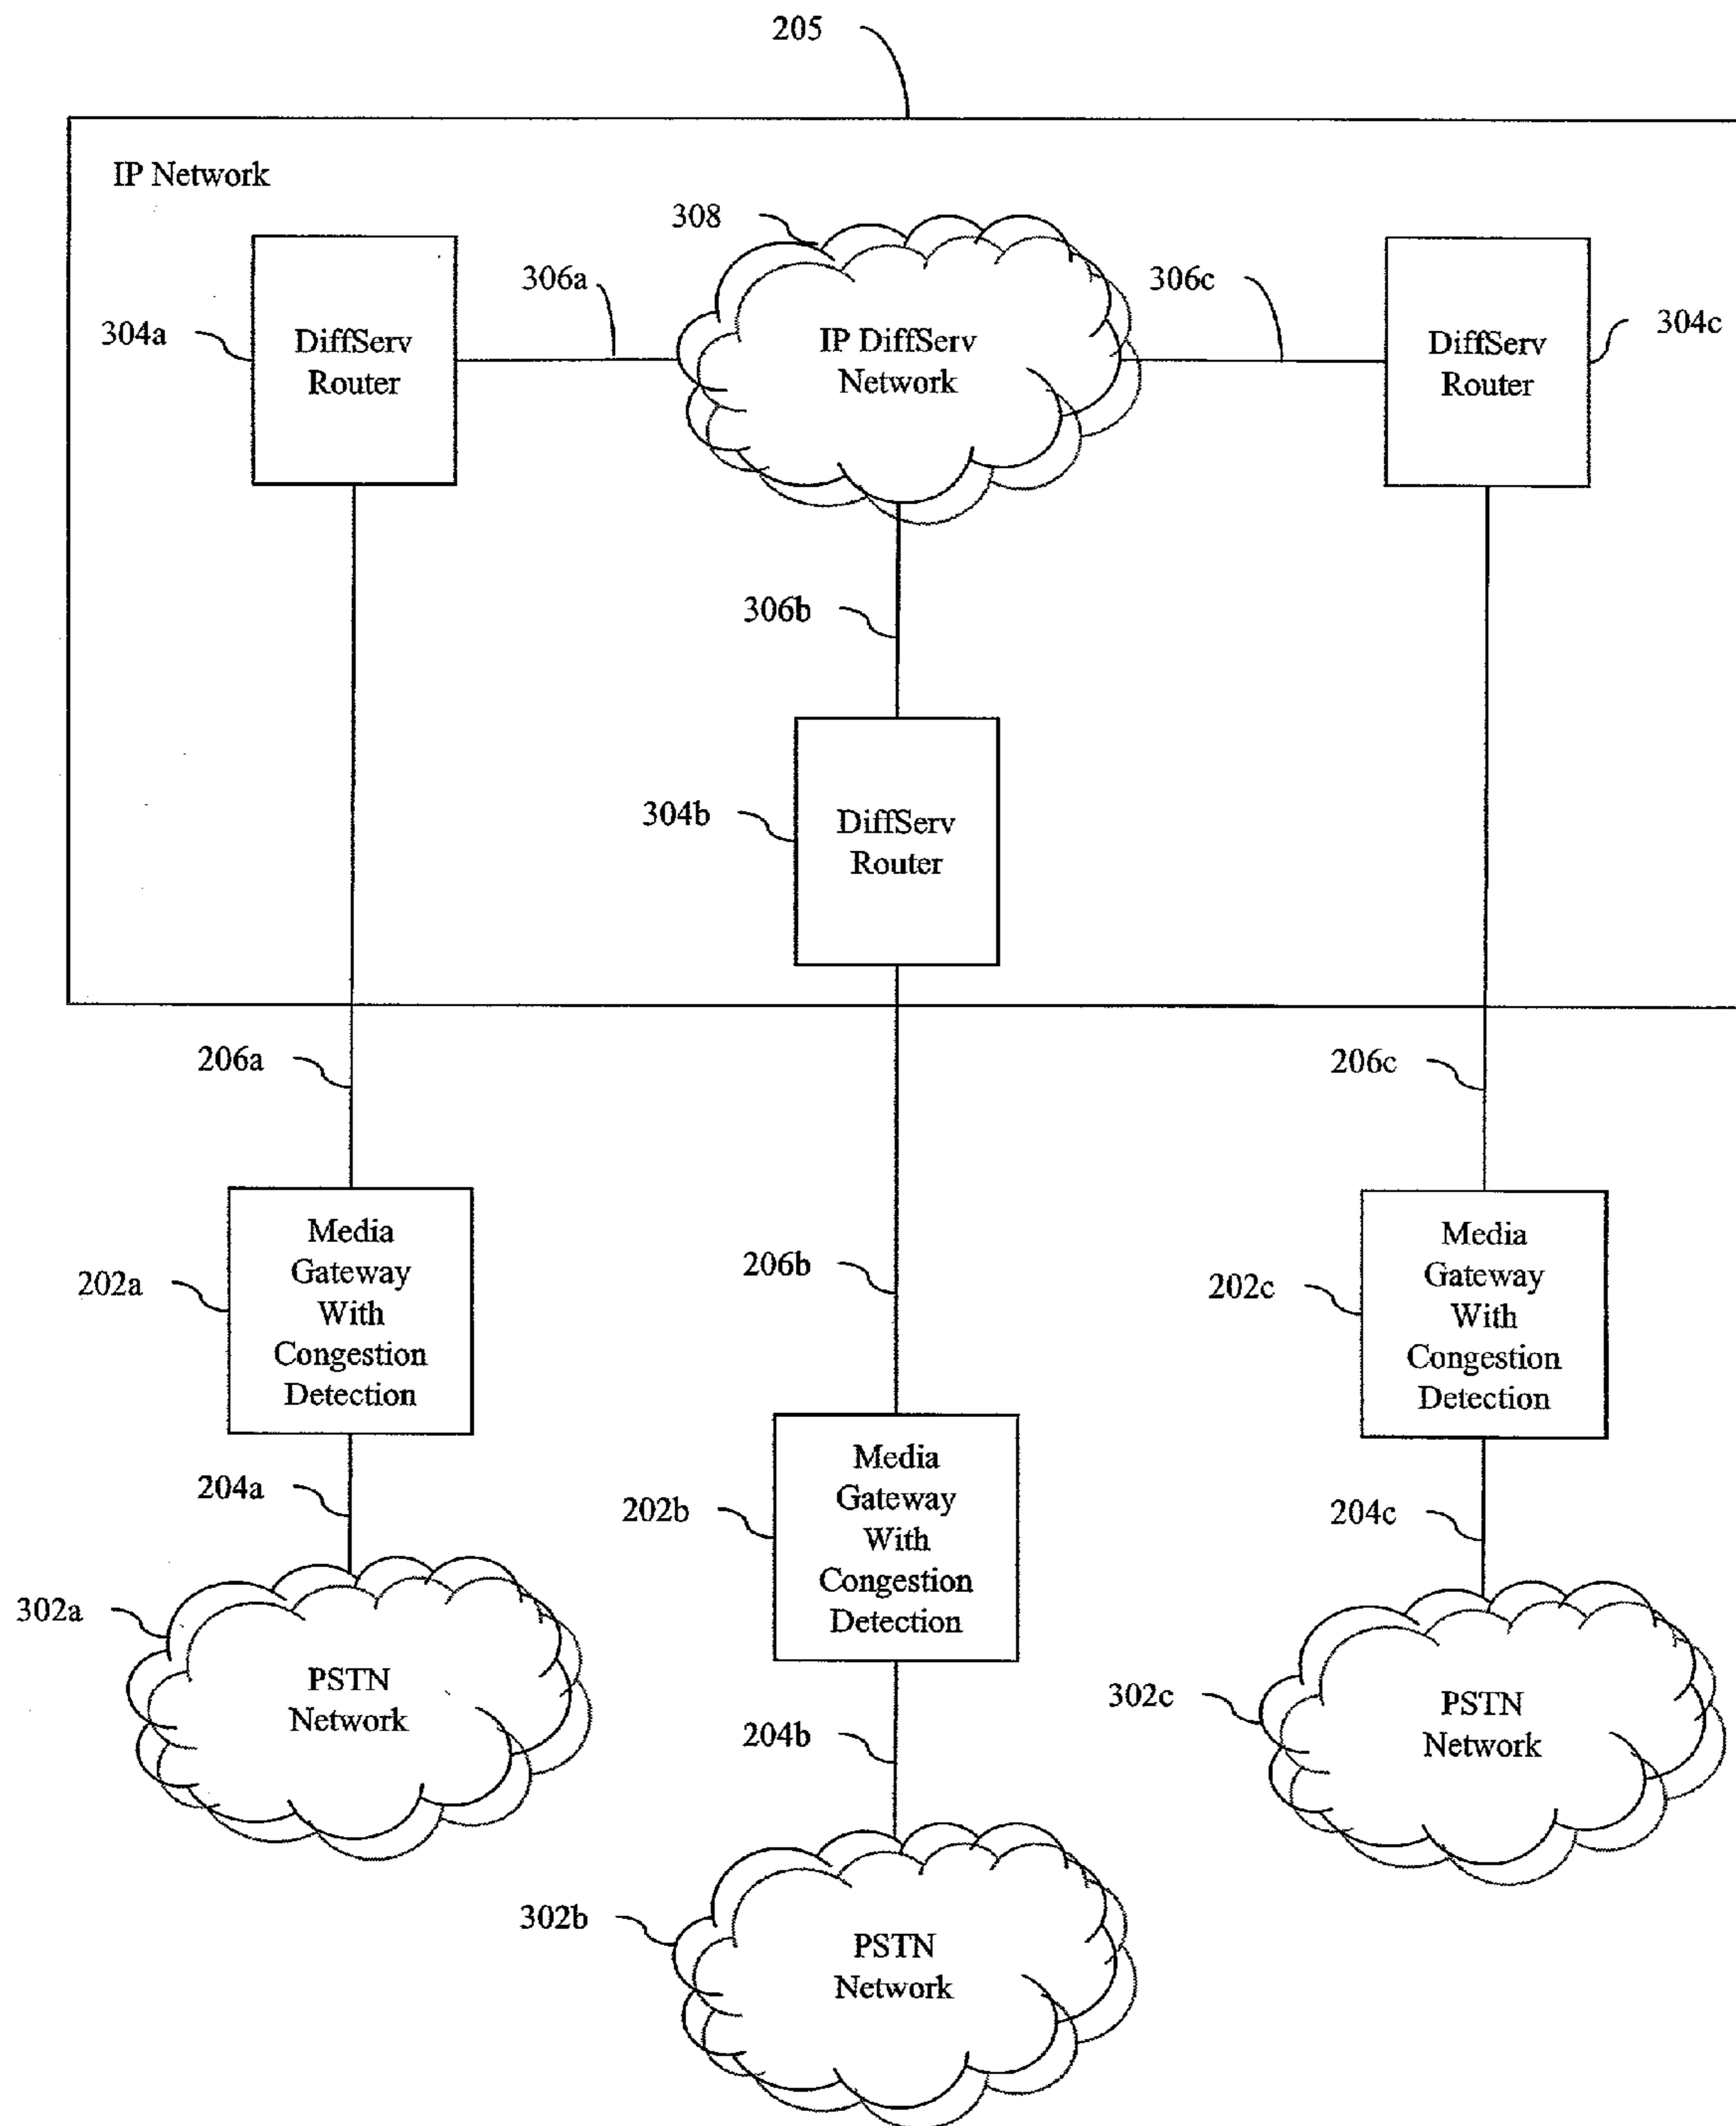 205
IP Network
308
306a
306c
304a
DiffServ
Router
IP DiffServ
Network
DiffServ
Router
304c
306b
304b
DiffServ
Router
206a
206c
202a
Media
Gateway
With
Congestion
Detection
206b
202c
Media
Gateway
With
Congestion
Detection
204a
202b
Media
Gateway
With
Congestion
Detection
204c
302a
PSTN
Network
204b
302c
PSTN
Network
302b
PSTN
Network